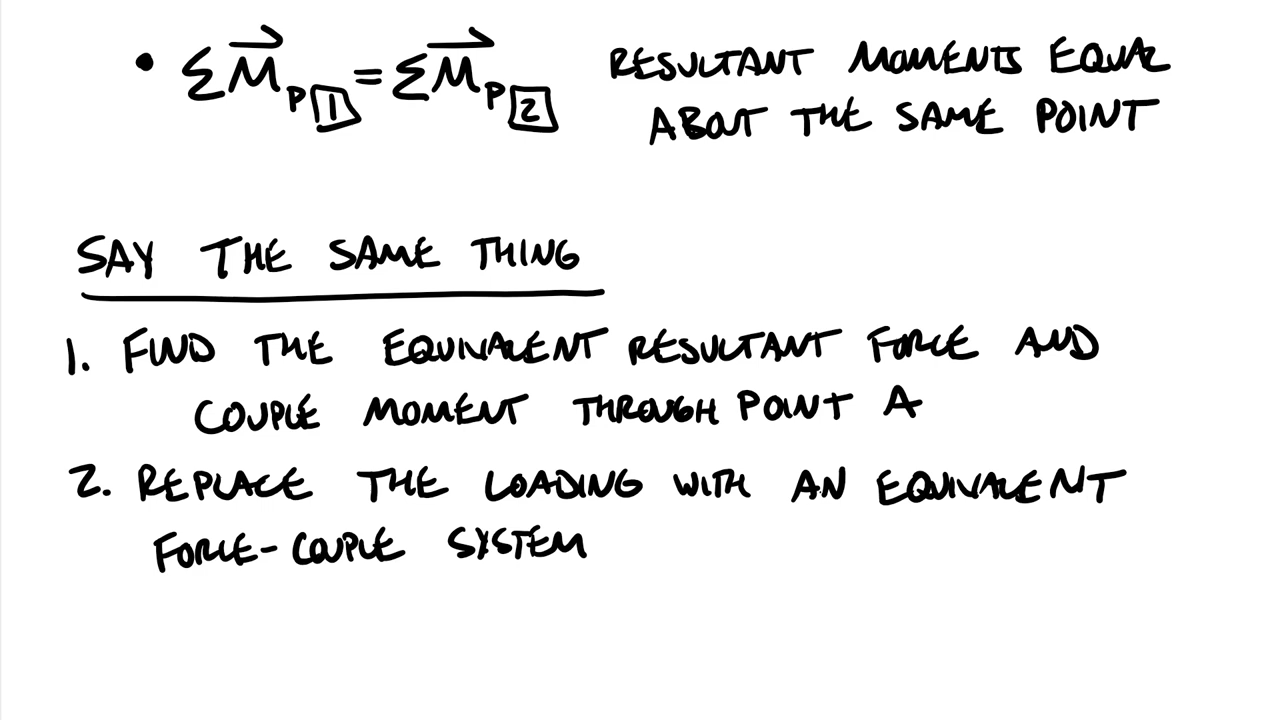 • ΣM⃗P[1] = ΣM⃗P[2] RESULTANT MOMENTS EQUAL
ABOUT THE SAME POINT
SAY THE SAME THING
1. FIND THE EQUIVALENT RESULTANT FORCE AND
COUPLE MOMENT THROUGH POINT A
2. REPLACE THE LOADING WITH AN EQUIVALENT
FORCE-COUPLE SYSTEM